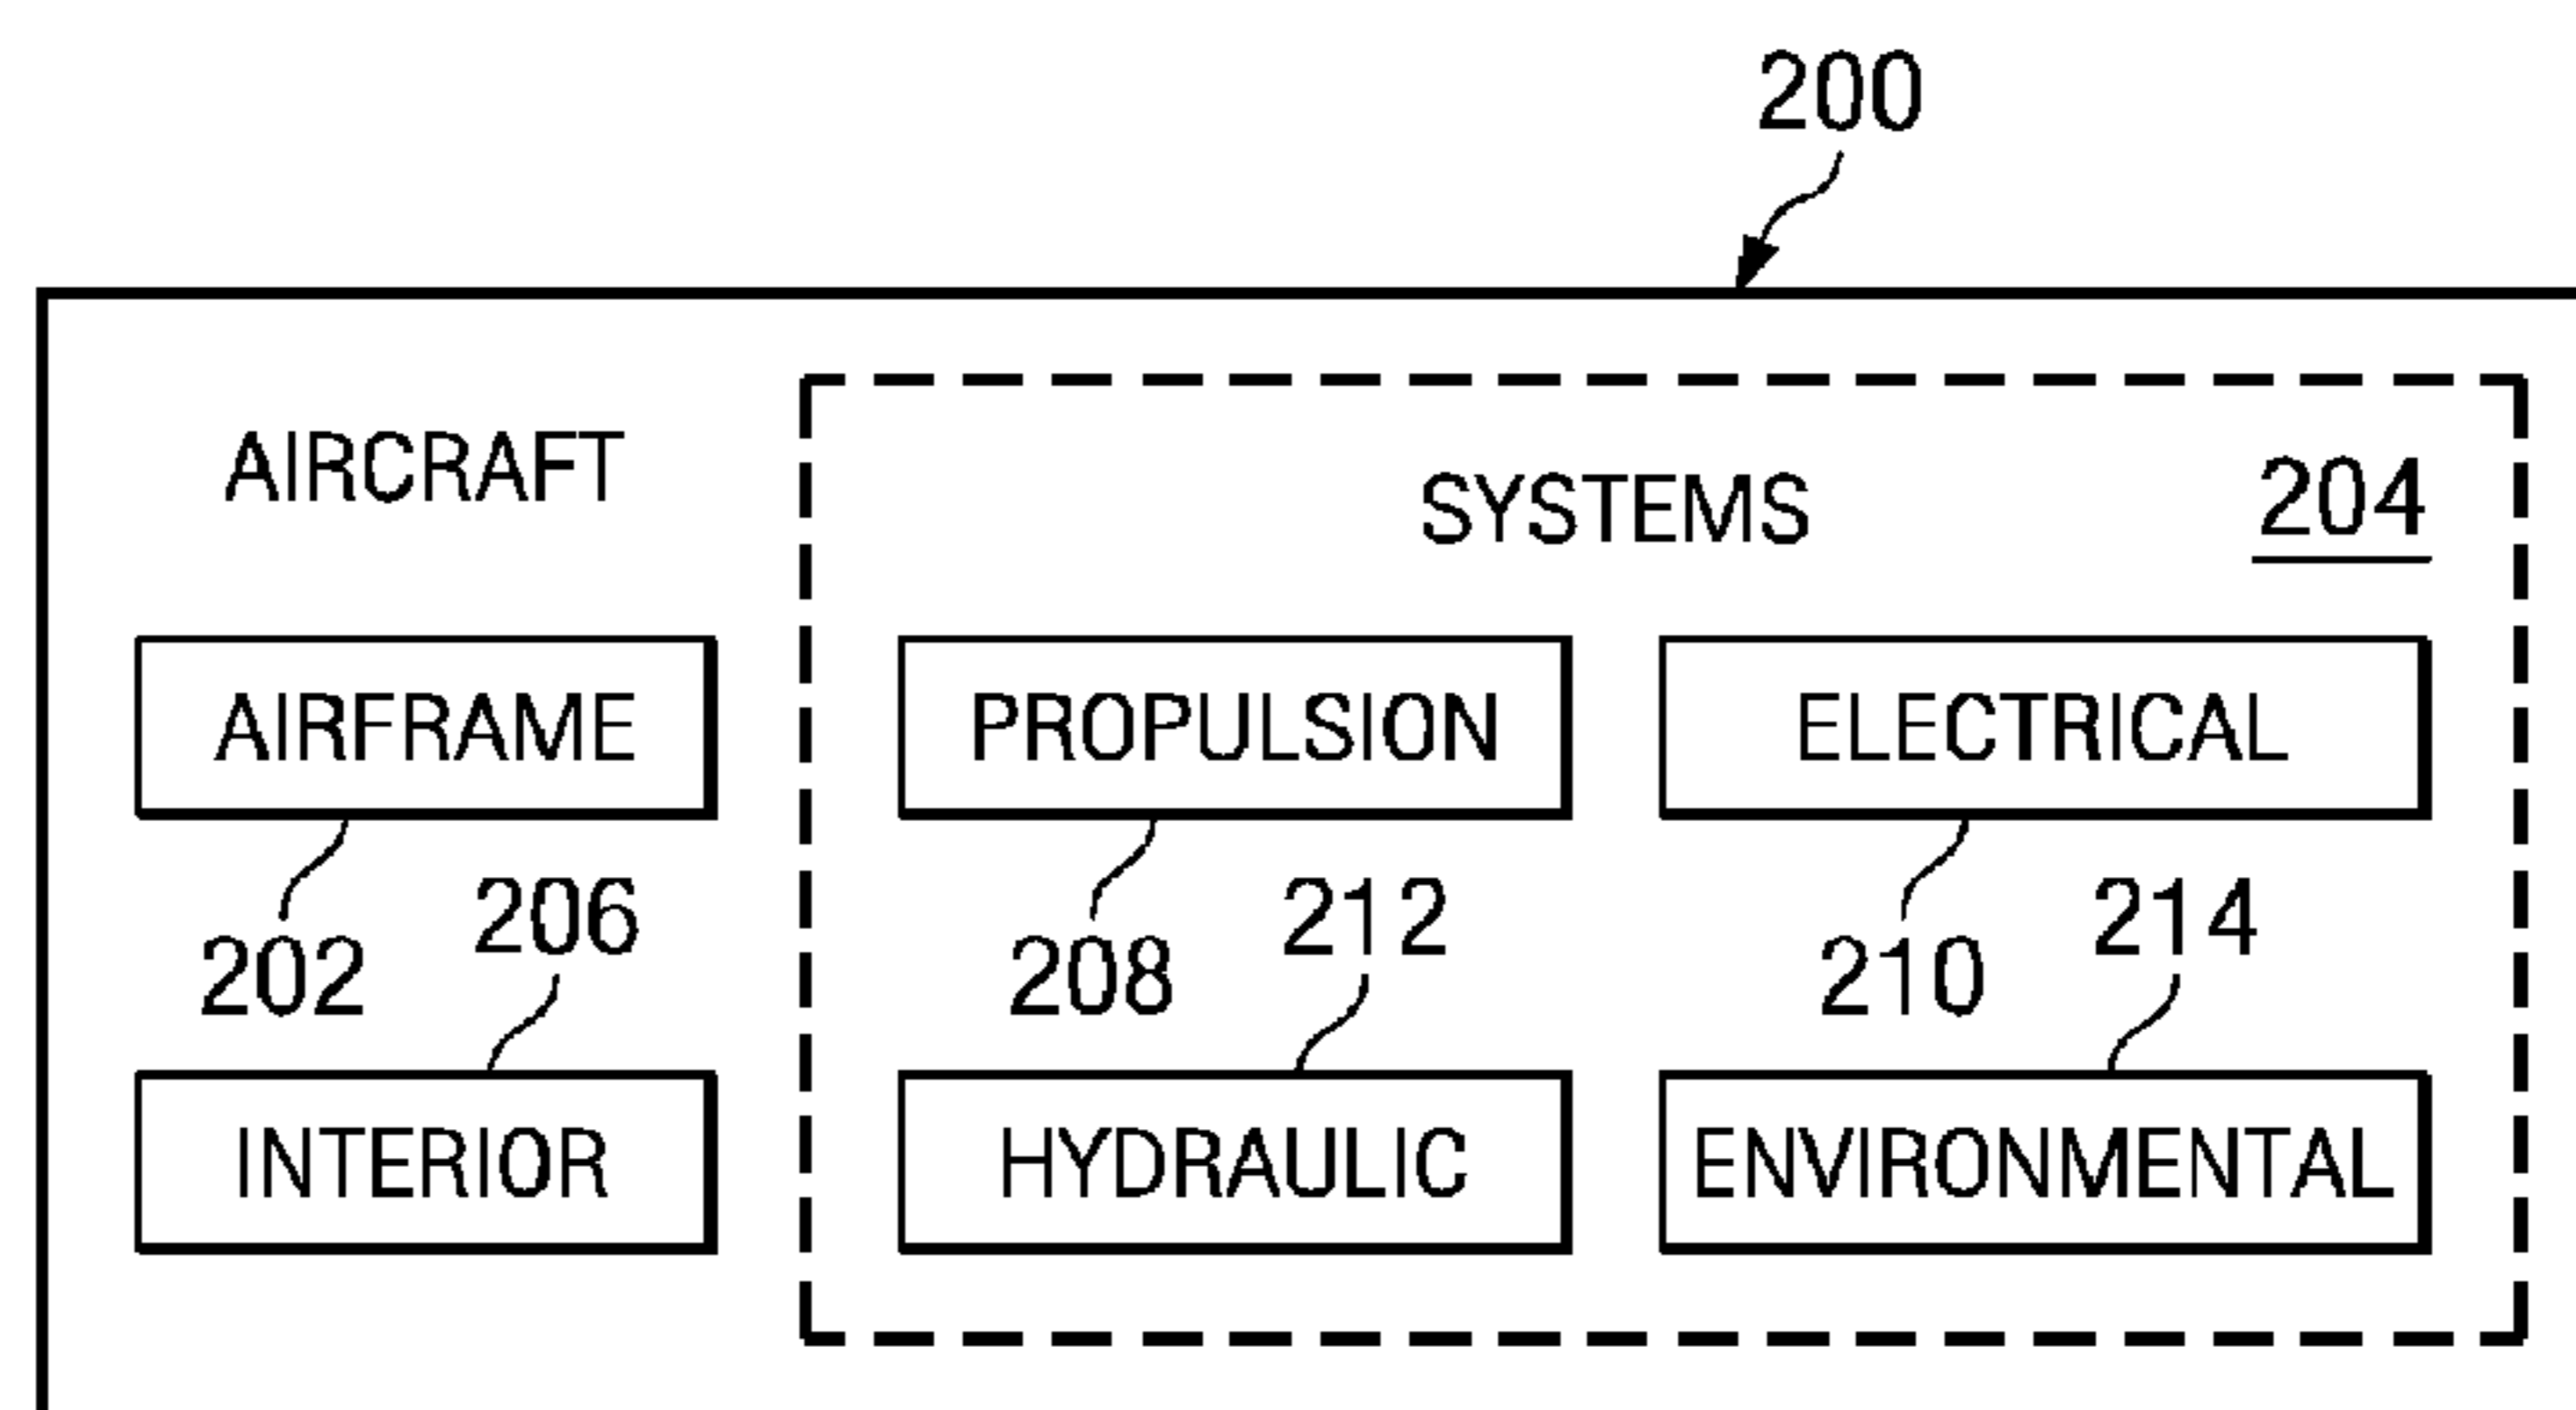 200
AIRCRAFT
SYSTEMS
204
AIRFRAME
PROPULSION
ELECTRICAL
202
206
208
212
210
214
INTERIOR
HYDRAULIC
ENVIRONMENTAL